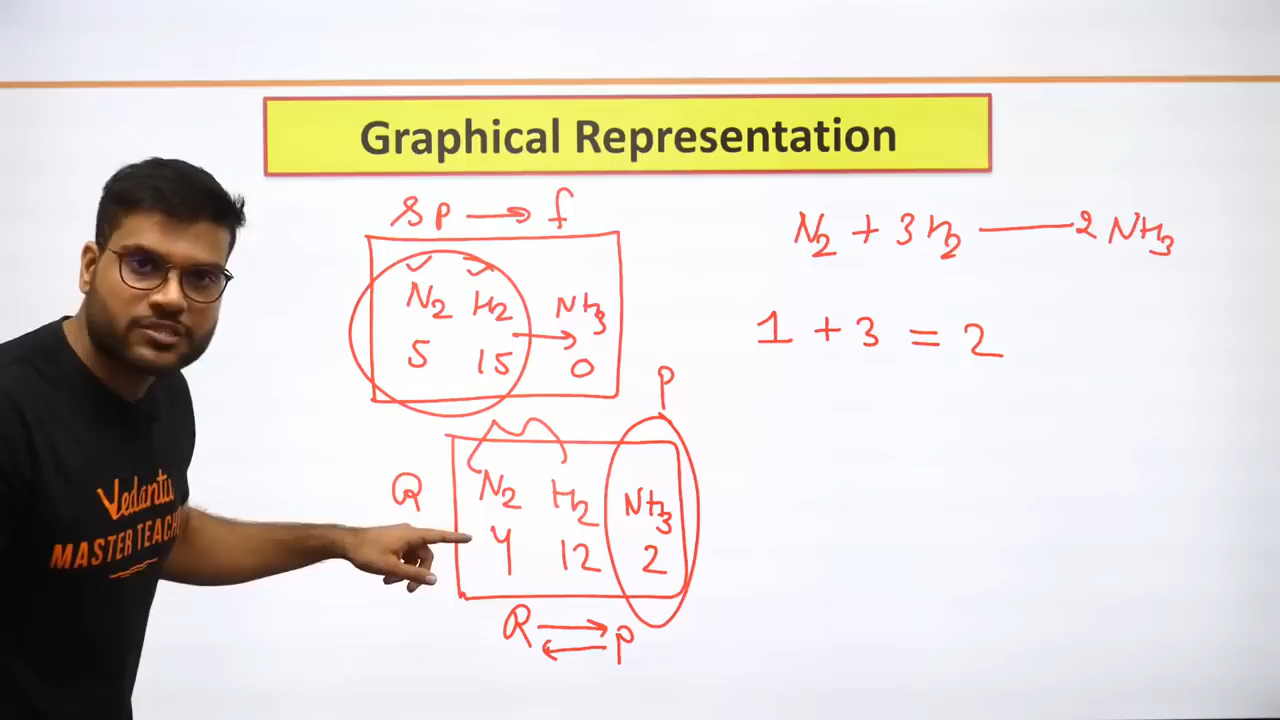 Graphical Representation
Sp → f
N2 H2 NH3
5 15 → 0
N2 + 3H2 — 2NH3
1 + 3 = 2
P
Q
N2 H2 NH3
4 12 2
Q ⇌ P
Vedantu
MASTER TEACHE